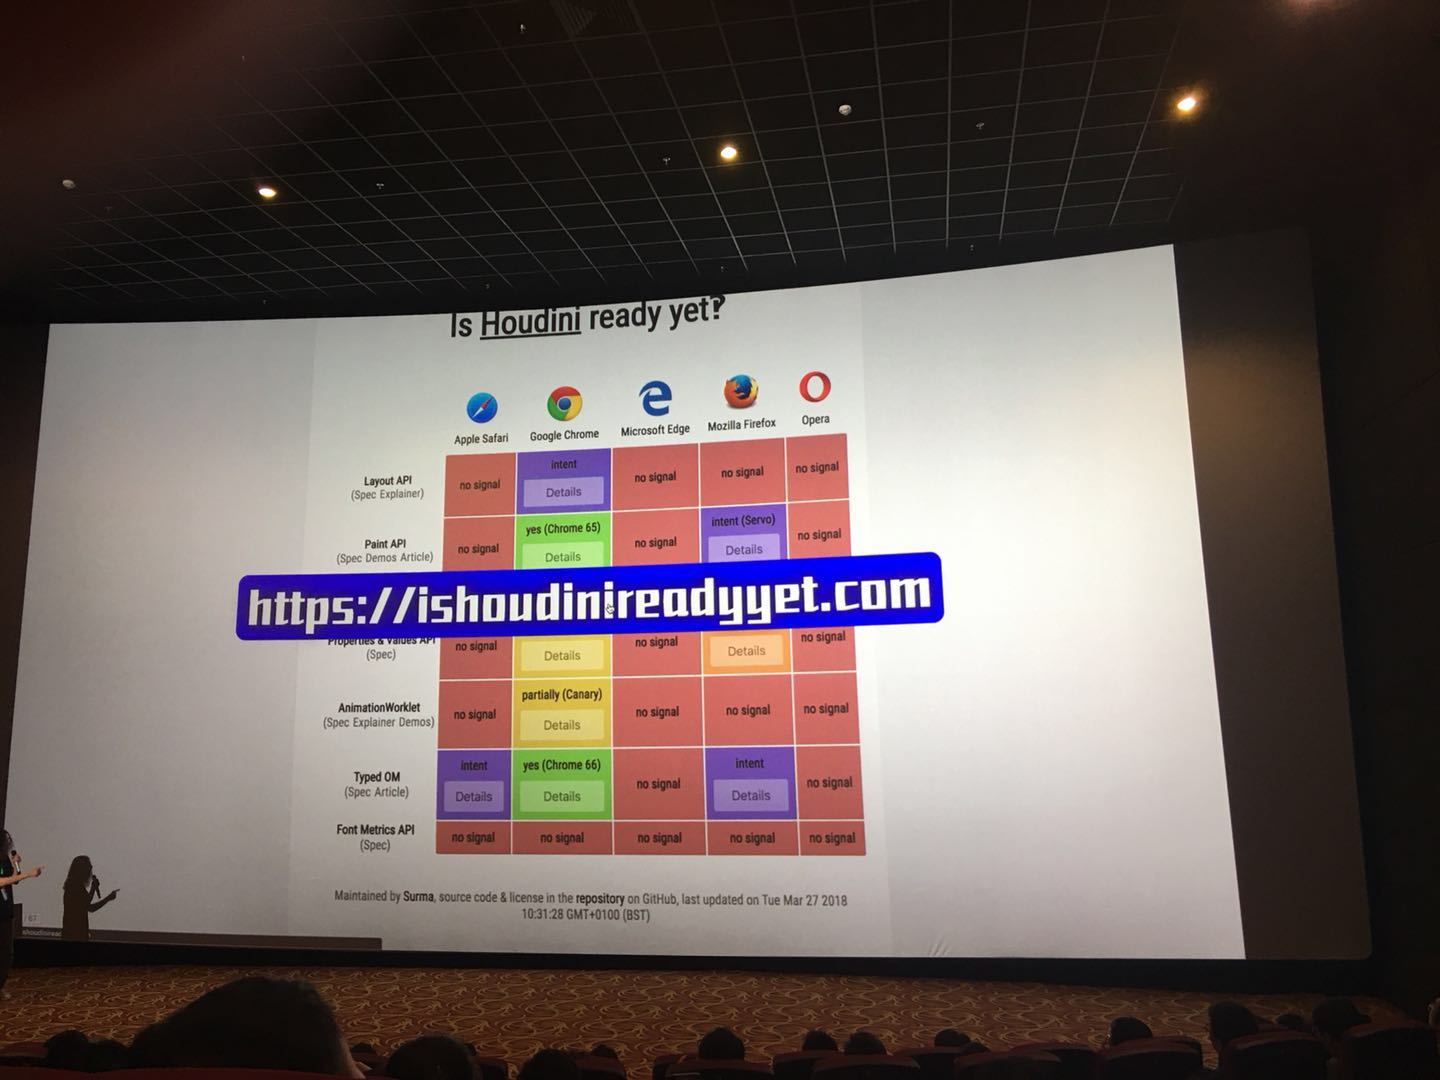 Is Houdini ready yet?
Apple Safari Google Chrome Microsoft Edge Mozilla Firefox Opera
Layout API
(Spec Explainer)
no signal
intent
Details
no signal
no signal
no signal
Paint API
(Spec Demos Article)
no signal
yes (Chrome 65)
Details
no signal
intent (Servo)
Details
no signal
https://ishoudinireadyyet.com
Properties & Values API
(Spec)
no signal
Details
no signal
Details
no signal
AnimationWorklet
(Spec Explainer Demos)
no signal
partially (Canary)
Details
no signal
no signal
no signal
Typed OM
(Spec Article)
intent
Details
yes (Chrome 66)
Details
no signal
intent
Details
no signal
Font Metrics API
(Spec)
no signal
no signal
no signal
no signal
no signal
Maintained by Surma, source code & license in the repository on GitHub, last updated on Tue Mar 27 2018
10:31:28 GMT+0100 (BST)
/ 67